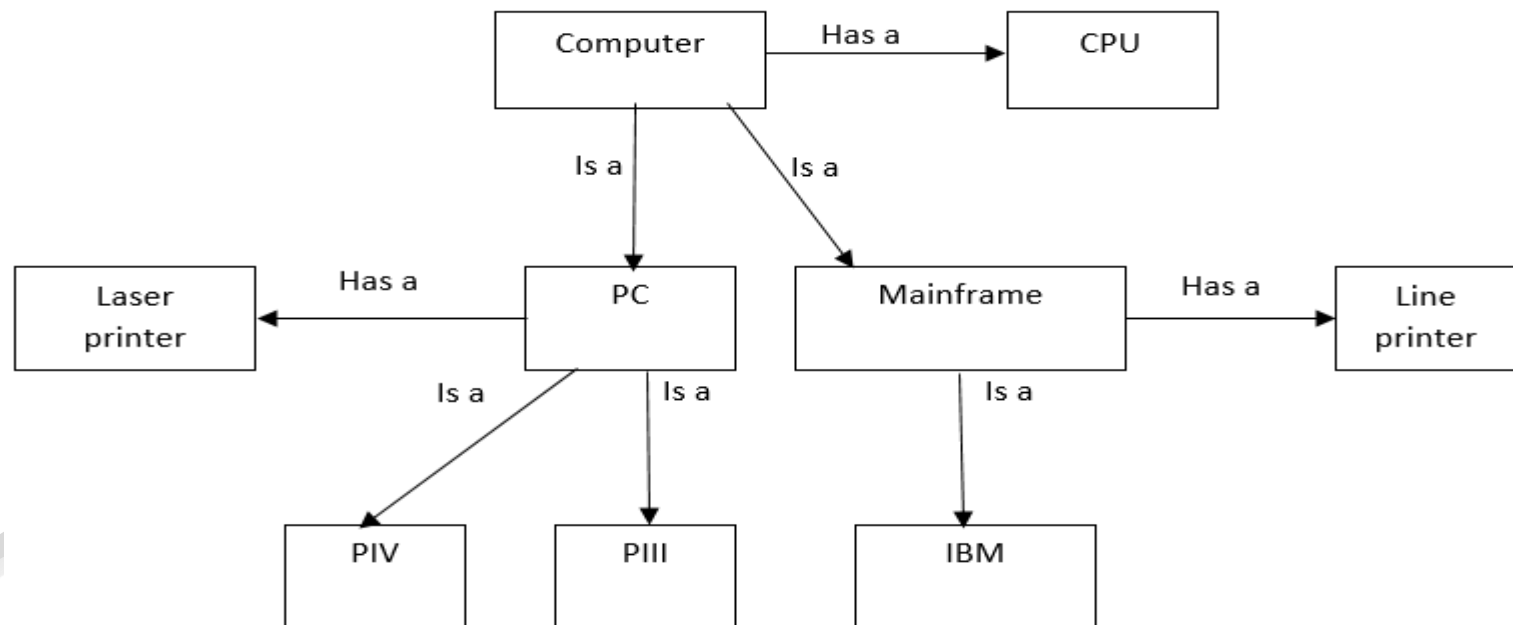 Computer
Has a
CPU
Is a
Is a
Laser
printer
Has a
PC
Mainframe
Has a
Line
printer
Is a
Is a
Is a
PIV
PIII
IBM